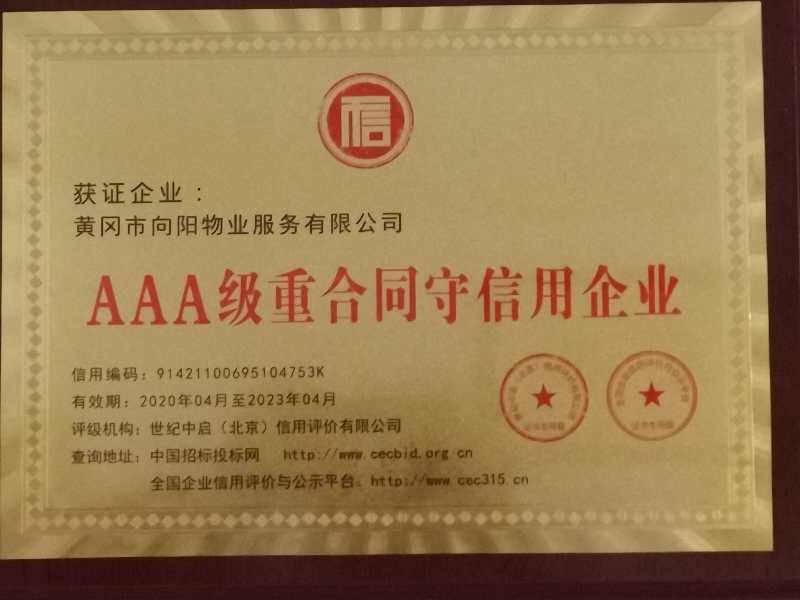 信
获证企业：
黄冈市向阳物业服务有限公司
AAA级重合同守信用企业
信用编码：91421100695104753K
有效期：2020年04月至2023年04月
评级机构：世纪中启（北京）信用评价有限公司
查询地址：中国招标投标网 http://www.cecbid.org.cn
全国企业信用评价与公示平台：http://www.cec315.cn